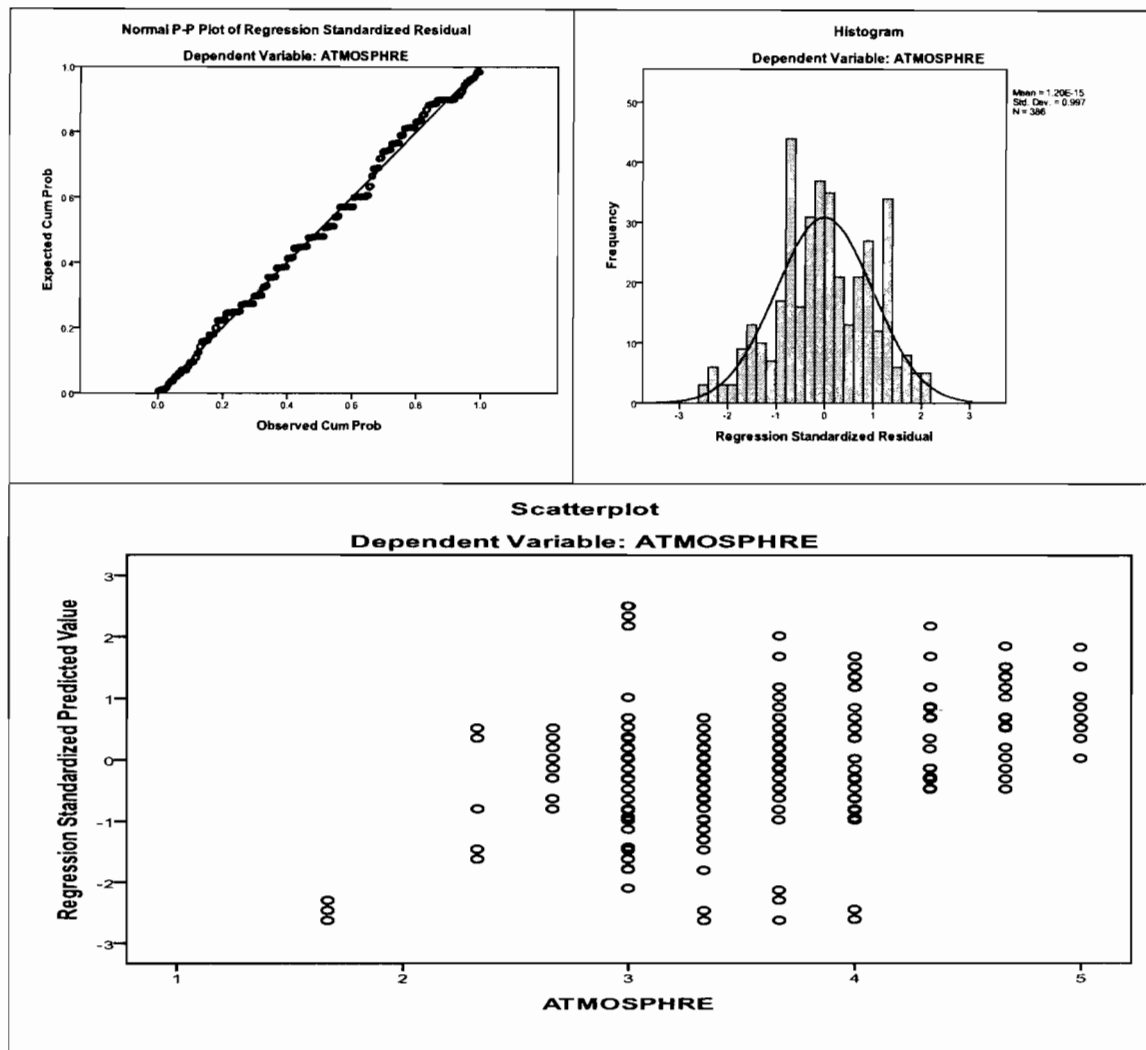 Normal P-P Plot of Regression Standardized Residual
Dependent Variable: ATMOSPHRE
1.0
0.8
0.6
0.4
0.2
0.0
Expected Cum Prob
0.0 0.2 0.4 0.6 0.8 1.0
Observed Cum Prob
Histogram
Dependent Variable: ATMOSPHRE
Mean = 1.20E-15
Std. Dev. = 0.997
N = 386
50
40
30
20
10
0
Frequency
-3 -2 -1 0 1 2 3
Regression Standardized Residual
Scatterplot
Dependent Variable: ATMOSPHRE
3
2
1
0
-1
-2
-3
Regression Standardized Predicted Value
1 2 3 4 5
ATMOSPHRE